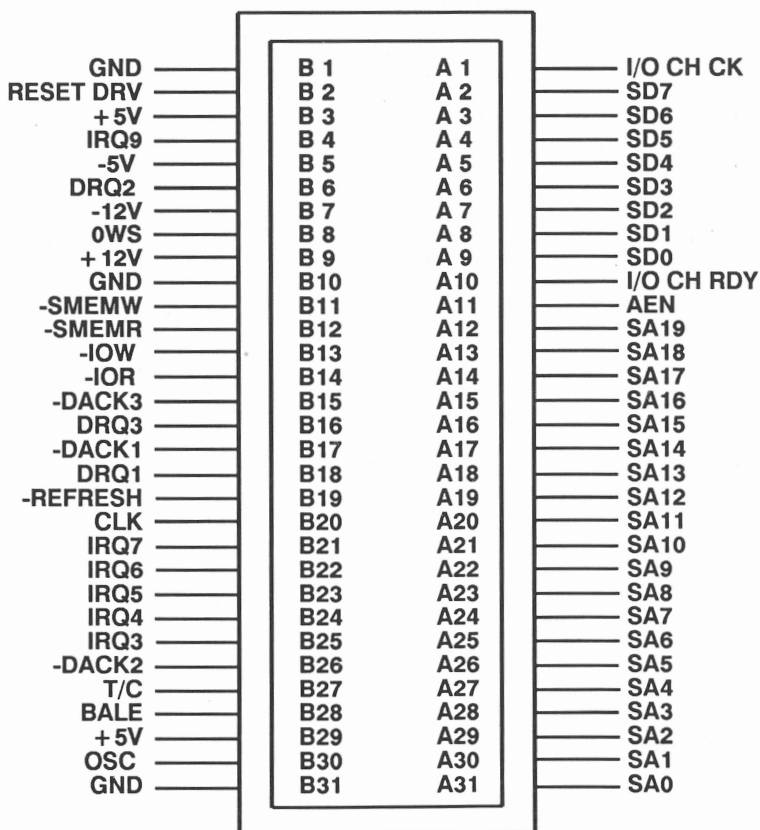 GND B 1 A 1 I/O CH CK
RESET DRV B 2 A 2 SD7
+5V B 3 A 3 SD6
IRQ9 B 4 A 4 SD5
-5V B 5 A 5 SD4
DRQ2 B 6 A 6 SD3
-12V B 7 A 7 SD2
0WS B 8 A 8 SD1
+12V B 9 A 9 SD0
GND B10 A10 I/O CH RDY
-SMEMW B11 A11 AEN
-SMEMR B12 A12 SA19
-IOW B13 A13 SA18
-IOR B14 A14 SA17
-DACK3 B15 A15 SA16
DRQ3 B16 A16 SA15
-DACK1 B17 A17 SA14
DRQ1 B18 A18 SA13
-REFRESH B19 A19 SA12
CLK B20 A20 SA11
IRQ7 B21 A21 SA10
IRQ6 B22 A22 SA9
IRQ5 B23 A23 SA8
IRQ4 B24 A24 SA7
IRQ3 B25 A25 SA6
-DACK2 B26 A26 SA5
T/C B27 A27 SA4
BALE B28 A28 SA3
+5V B29 A29 SA2
OSC B30 A30 SA1
GND B31 A31 SA0